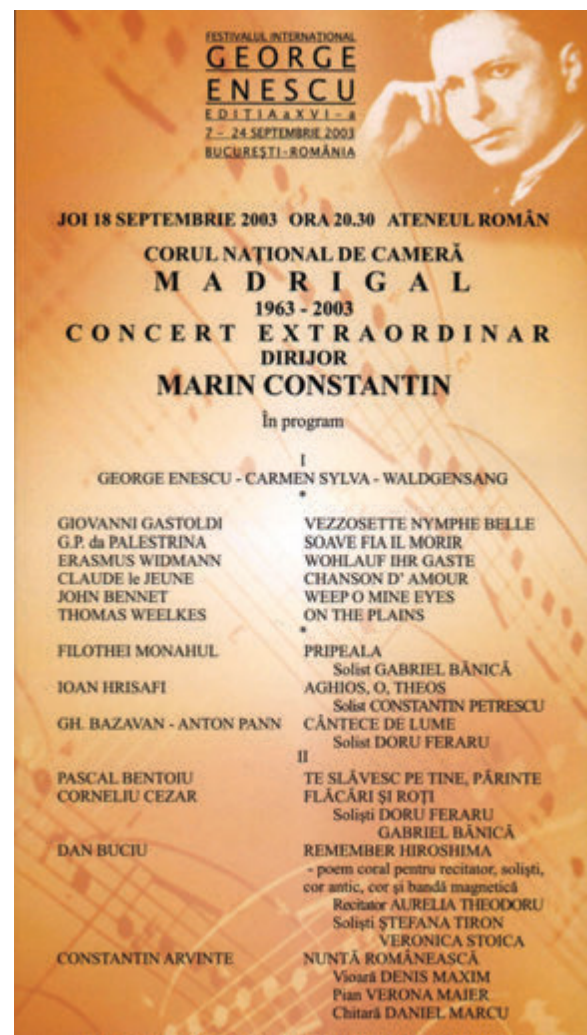 FESTIVALUL INTERNAȚIONAL
GEORGE
ENESCU
EDIȚIA a XVI-a
7 - 24 SEPTEMBRIE 2003
BUCUREȘTI - ROMÂNIA
JOI 18 SEPTEMBRIE 2003 ORA 20.30 ATENEUL ROMÂN
CORUL NAȚIONAL DE CAMERĂ
MADRIGAL
1963 - 2003
CONCERT EXTRAORDINAR
DIRIJOR
MARIN CONSTANTIN
În program
I
GEORGE ENESCU - CARMEN SYLVA - WALDGENSANG
*
GIOVANNI GASTOLDI VEZZOSETTE NYMPHE BELLE
G.P. da PALESTRINA SOAVE FIA IL MORIR
ERASMUS WIDMANN WOHLAUF IHR GASTE
CLAUDE le JEUNE CHANSON D' AMOUR
JOHN BENNET WEEP O MINE EYES
THOMAS WEELKES ON THE PLAINS
*
FILOTHEI MONAHUL PRIPEALA
Solist GABRIEL BĂNICĂ
IOAN HRISAFI AGHIOS, O, THEOS
Solist CONSTANTIN PETRESCU
GH. BAZAVAN - ANTON PANN CÂNTECE DE LUME
Solist DORU FERARU
II
PASCAL BENTOIU TE SLĂVESC PE TINE, PĂRINTE
CORNELIU CEZAR FLĂCĂRI ȘI ROȚI
Soliști DORU FERARU
GABRIEL BĂNICĂ
DAN BUCIU REMEMBER HIROSHIMA
- poem coral pentru recitator, soliști,
cor antic, cor și bandă magnetică
Recitator AURELIA THEODORU
Soliști ȘTEFANA TIRON
VERONICA STOICA
CONSTANTIN ARVINTE NUNTĂ ROMÂNEASCĂ
Vioară DENIS MAXIM
Pian VERONA MAIER
Chitară DANIEL MARCU